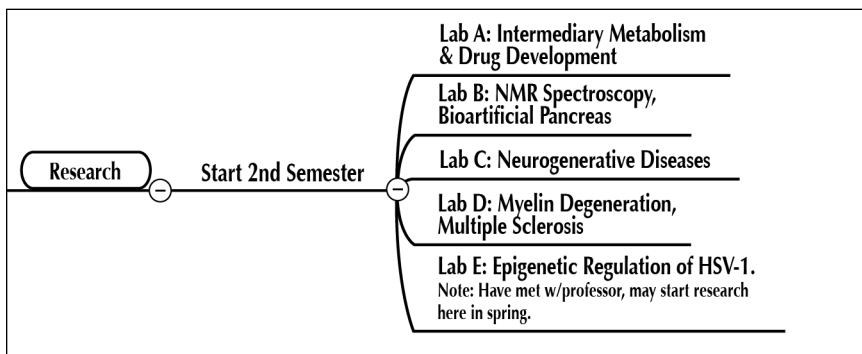 Research
Start 2nd Semester
Lab A: Intermediary Metabolism
& Drug Development
Lab B: NMR Spectroscopy,
Bioartificial Pancreas
Lab C: Neurogenerative Diseases
Lab D: Myelin Degeneration,
Multiple Sclerosis
Lab E: Epigenetic Regulation of HSV-1.
Note: Have met w/professor, may start research
here in spring.